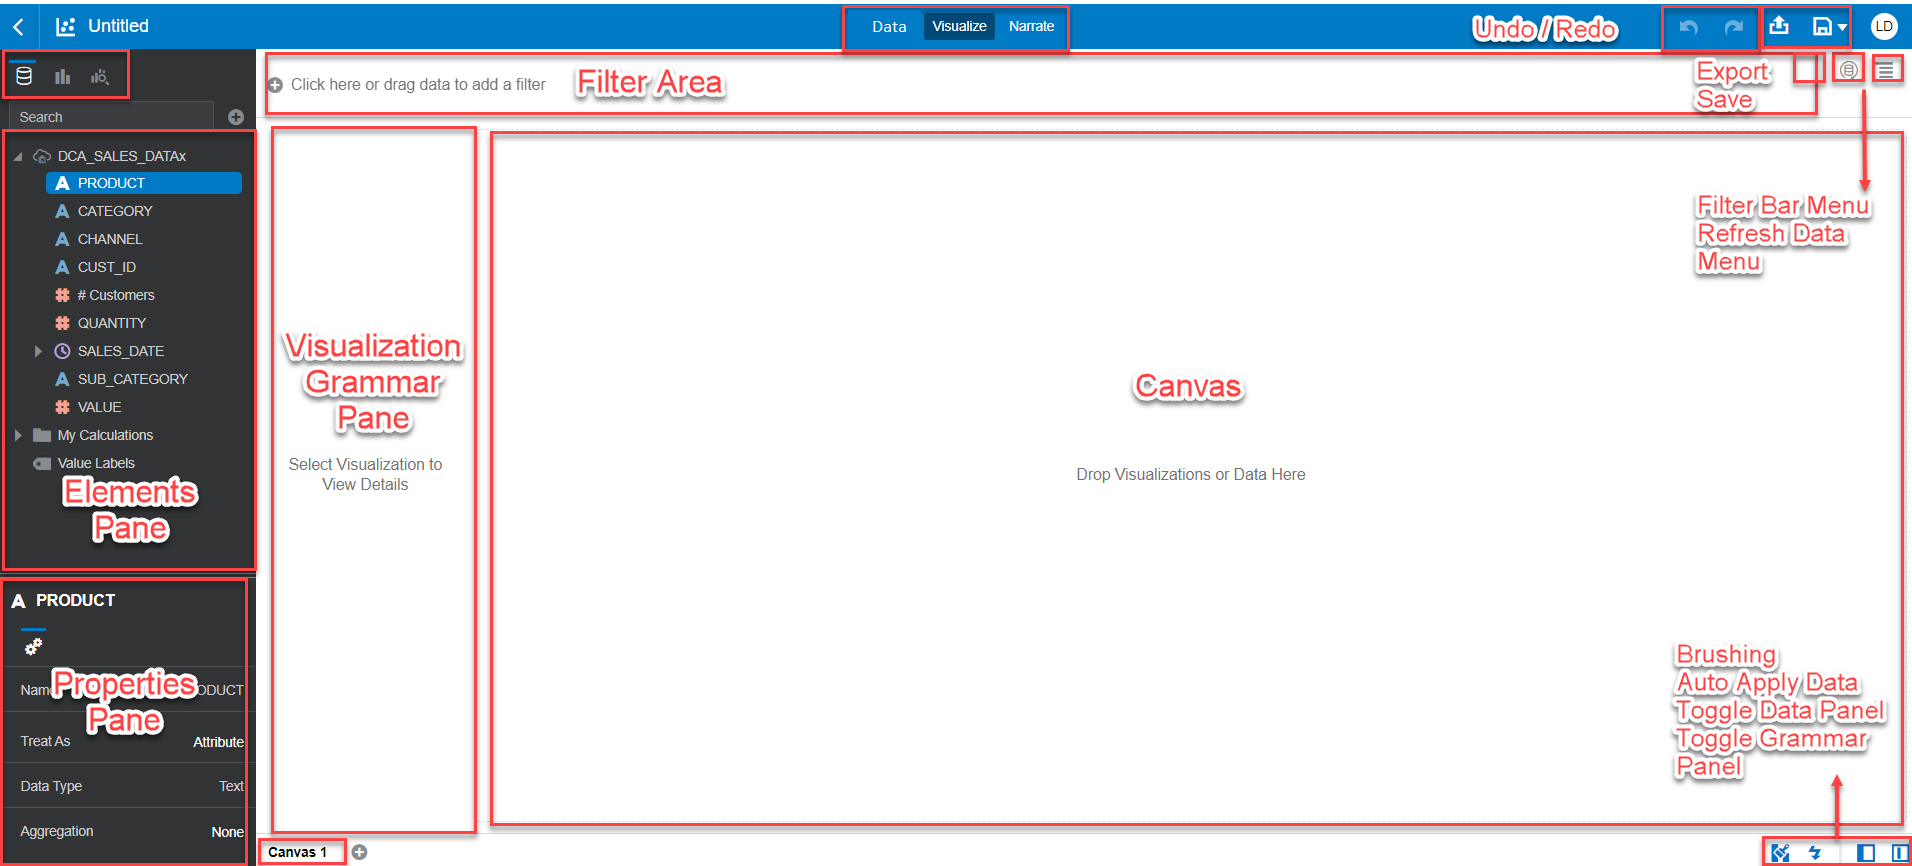 Untitled
Data Visualize Narrate
Undo / Redo
LD
Click here or drag data to add a filter
Filter Area
Export
Save
Search
DCA_SALES_DATAx
PRODUCT
CATEGORY
CHANNEL
CUST_ID
# Customers
QUANTITY
SALES_DATE
SUB_CATEGORY
VALUE
My Calculations
Value Labels
Elements
Pane
A PRODUCT
Name ODUCT
Properties
Pane
Treat As Attribute
Data Type Text
Aggregation None
Visualization
Grammar
Pane
Select Visualization to
View Details
Canvas
Drop Visualizations or Data Here
Filter Bar Menu
Refresh Data
Menu
Brushing
Auto Apply Data
Toggle Data Panel
Toggle Grammar
Panel
Canvas 1